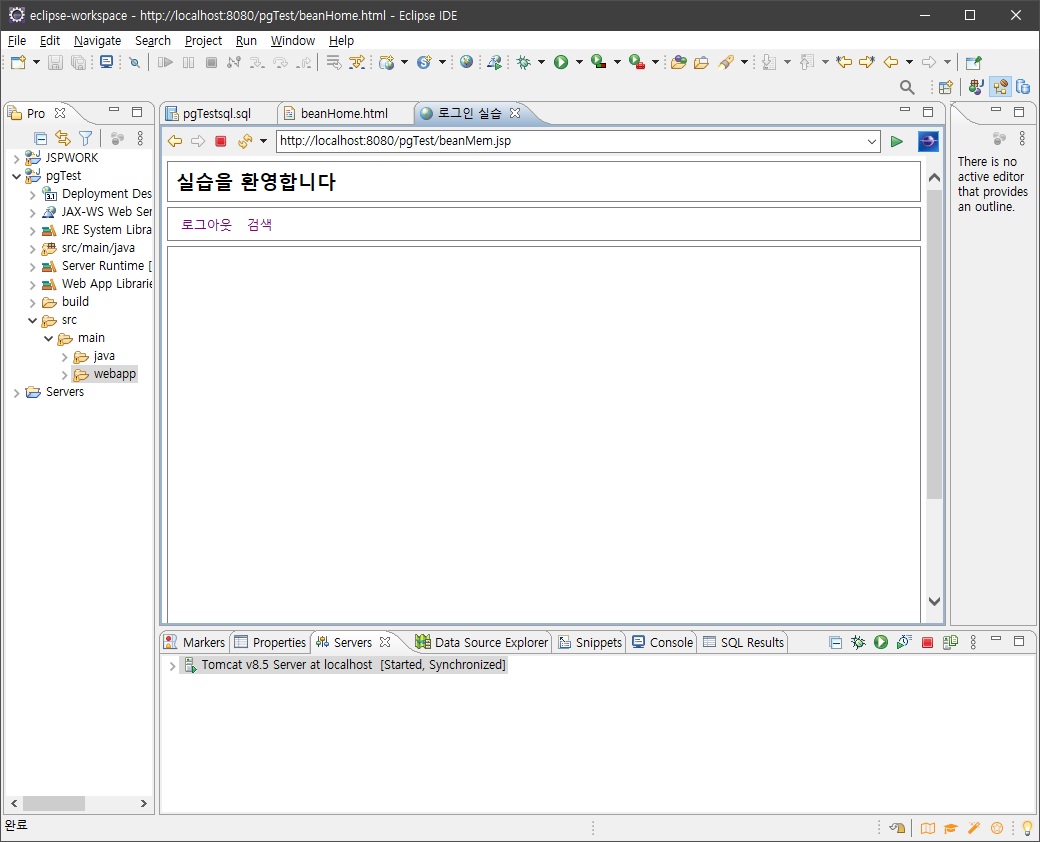 eclipse-workspace - http://localhost:8080/pgTest/beanHome.html - Eclipse IDE
File Edit Navigate Search Project Run Window Help
Pro
JSPWORK
pgTest
Deployment Des
JAX-WS Web Ser
JRE System Libra
src/main/java
Server Runtime [
Web App Librarie
build
src
main
java
webapp
Servers
pgTestsql.sql beanHome.html 로그인 실습
http://localhost:8080/pgTest/beanMem.jsp
실습을 환영합니다
로그아웃 검색
There is no
active editor
that provides
an outline.
Markers Properties Servers Data Source Explorer Snippets Console SQL Results
Tomcat v8.5 Server at localhost [Started, Synchronized]
완료